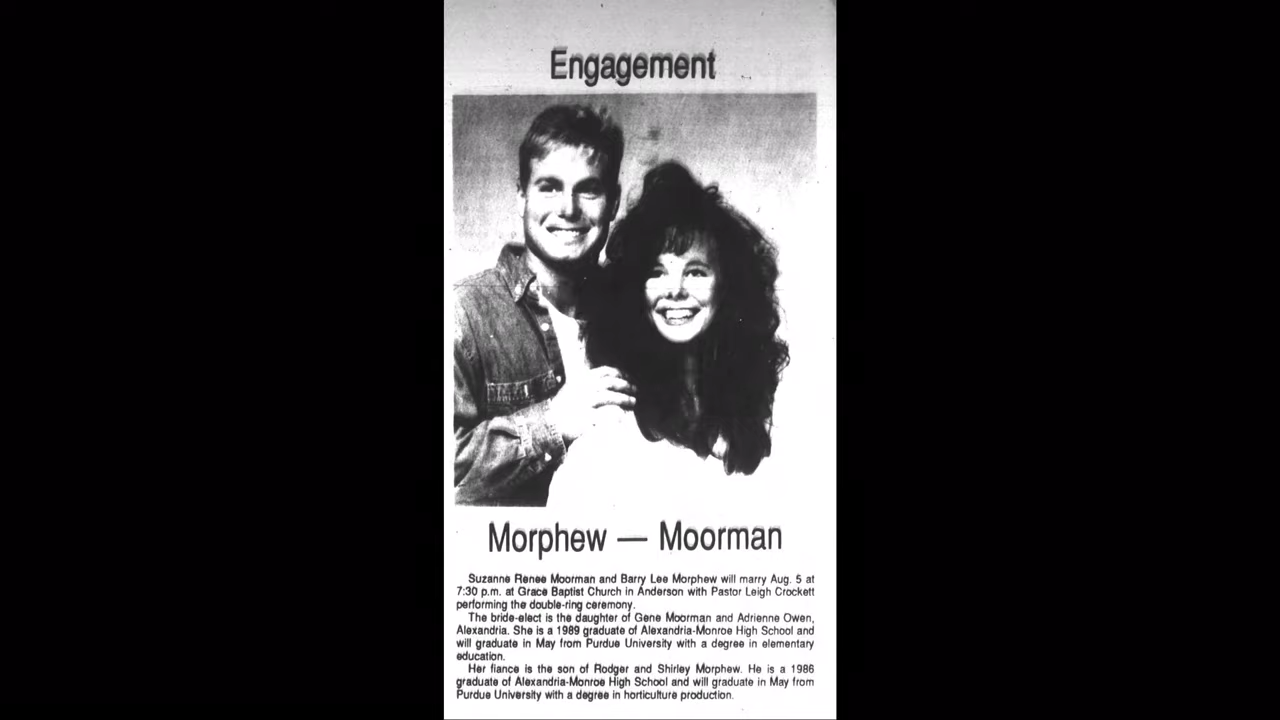 Engagement
Morphew — Moorman
Suzanne Renee Moorman and Barry Lee Morphew will marry Aug. 5 at
7:30 p.m. at Grace Baptist Church in Anderson with Pastor Leigh Crockett
performing the double-ring ceremony.
The bride-elect is the daughter of Gene Moorman and Adrienne Owen,
Alexandria. She is a 1989 graduate of Alexandria-Monroe High School and
will graduate in May from Purdue University with a degree in elementary
education.
Her fiance is the son of Rodger and Shirley Morphew. He is a 1986
graduate of Alexandria-Monroe High School and will graduate in May from
Purdue University with a degree in horticulture production.